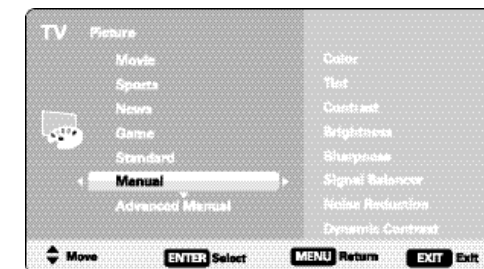 TV Picture
Movie
Sports
News
Game
Standard
Manual
Advanced Manual
Color
Tint
Contrast
Brightness
Sharpness
Signal Balancer
Noise Reduction
Dynamic Contrast
Move ENTER Select MENU Return EXIT Exit